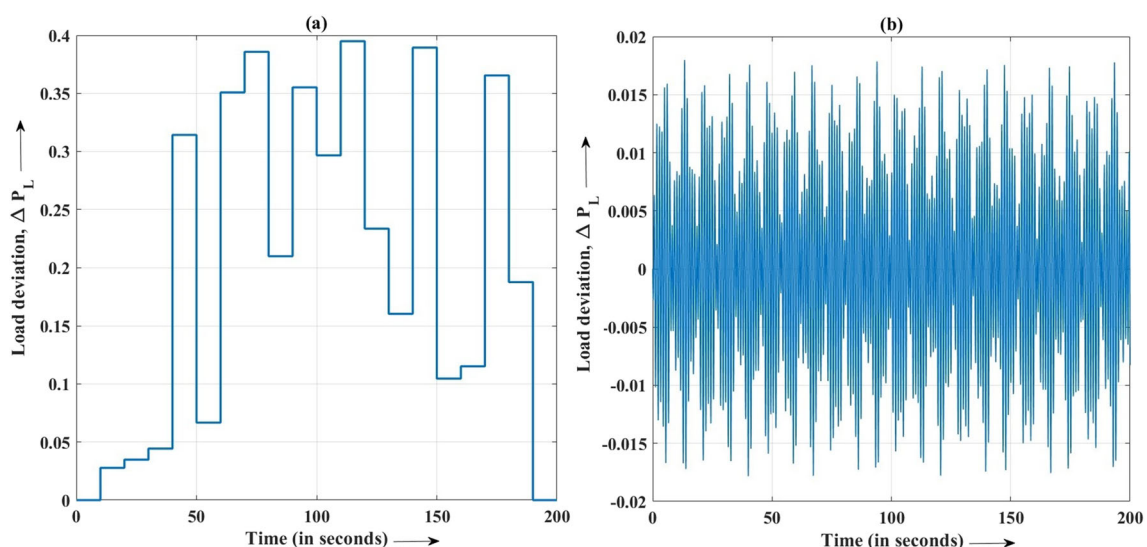 (a)
Load deviation, Δ P_L
0.4
0.35
0.3
0.25
0.2
0.15
0.1
0.05
0
0 50 100 150 200
Time (in seconds)
(b)
Load deviation, Δ P_L
0.02
0.015
0.01
0.005
0
-0.005
-0.01
-0.015
-0.02
0 50 100 150 200
Time (in seconds)